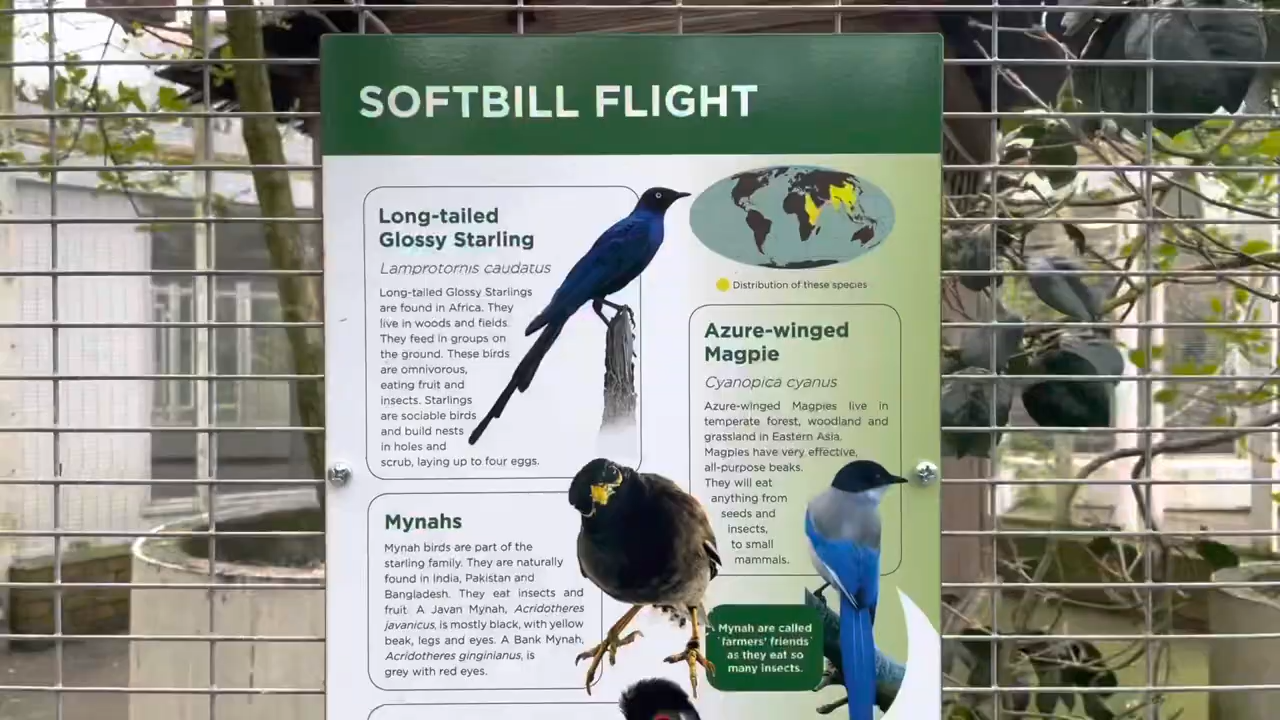 SOFTBILL FLIGHT
Long-tailed
Glossy Starling
Lamprotornis caudatus
Long-tailed Glossy Starlings
are found in Africa. They
live in woods and fields.
They feed in groups on
the ground. These birds
are omnivorous,
eating fruit and
insects. Starlings
are sociable birds
and build nests
in holes and
scrub, laying up to four eggs.
Distribution of these species
Azure-winged
Magpie
Cyanopica cyanus
Azure-winged Magpies live in
temperate forest, woodland and
grassland in Eastern Asia.
Magpies have very effective,
all-purpose beaks.
They will eat
anything from
seeds and
insects,
to small
mammals.
Mynahs
Mynah birds are part of the
starling family. They are naturally
found in India, Pakistan and
Bangladesh. They eat insects and
fruit. A Javan Mynah, Acridotheres
javanicus, is mostly black, with yellow
beak, legs and eyes. A Bank Mynah,
Acridotheres ginginianus, is
grey with red eyes.
Mynah are called
'farmers' friends'
as they eat so
many insects.